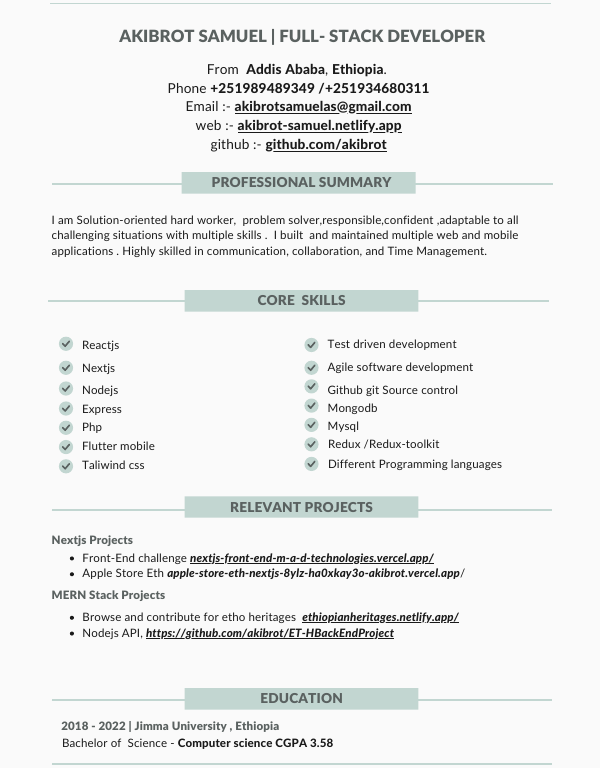 AKIBROT SAMUEL | FULL- STACK DEVELOPER
From Addis Ababa, Ethiopia.
Phone +251989489349 /+251934680311
Email :- akibrotsamuelas@gmail.com
web :- akibrot-samuel.netlify.app
github :- github.com/akibrot
PROFESSIONAL SUMMARY
I am Solution-oriented hard worker, problem solver,responsible,confident ,adaptable to all
challenging situations with multiple skills . I built and maintained multiple web and mobile
applications . Highly skilled in communication, collaboration, and Time Management.
CORE SKILLS
Reactjs
Nextjs
Nodejs
Express
Php
Flutter mobile
Taliwind css
Test driven development
Agile software development
Github git Source control
Mongodb
Mysql
Redux /Redux-toolkit
Different Programming languages
RELEVANT PROJECTS
Nextjs Projects
• Front-End challenge nextjs-front-end-m-a-d-technologies.vercel.app/
• Apple Store Eth apple-store-eth-nextjs-8ylz-ha0xkay3o-akibrot.vercel.app/
MERN Stack Projects
• Browse and contribute for etho heritages ethiopianheritages.netlify.app/
• Nodejs API, https://github.com/akibrot/ET-HBackEndProject
EDUCATION
2018 - 2022 | Jimma University , Ethiopia
Bachelor of Science - Computer science CGPA 3.58